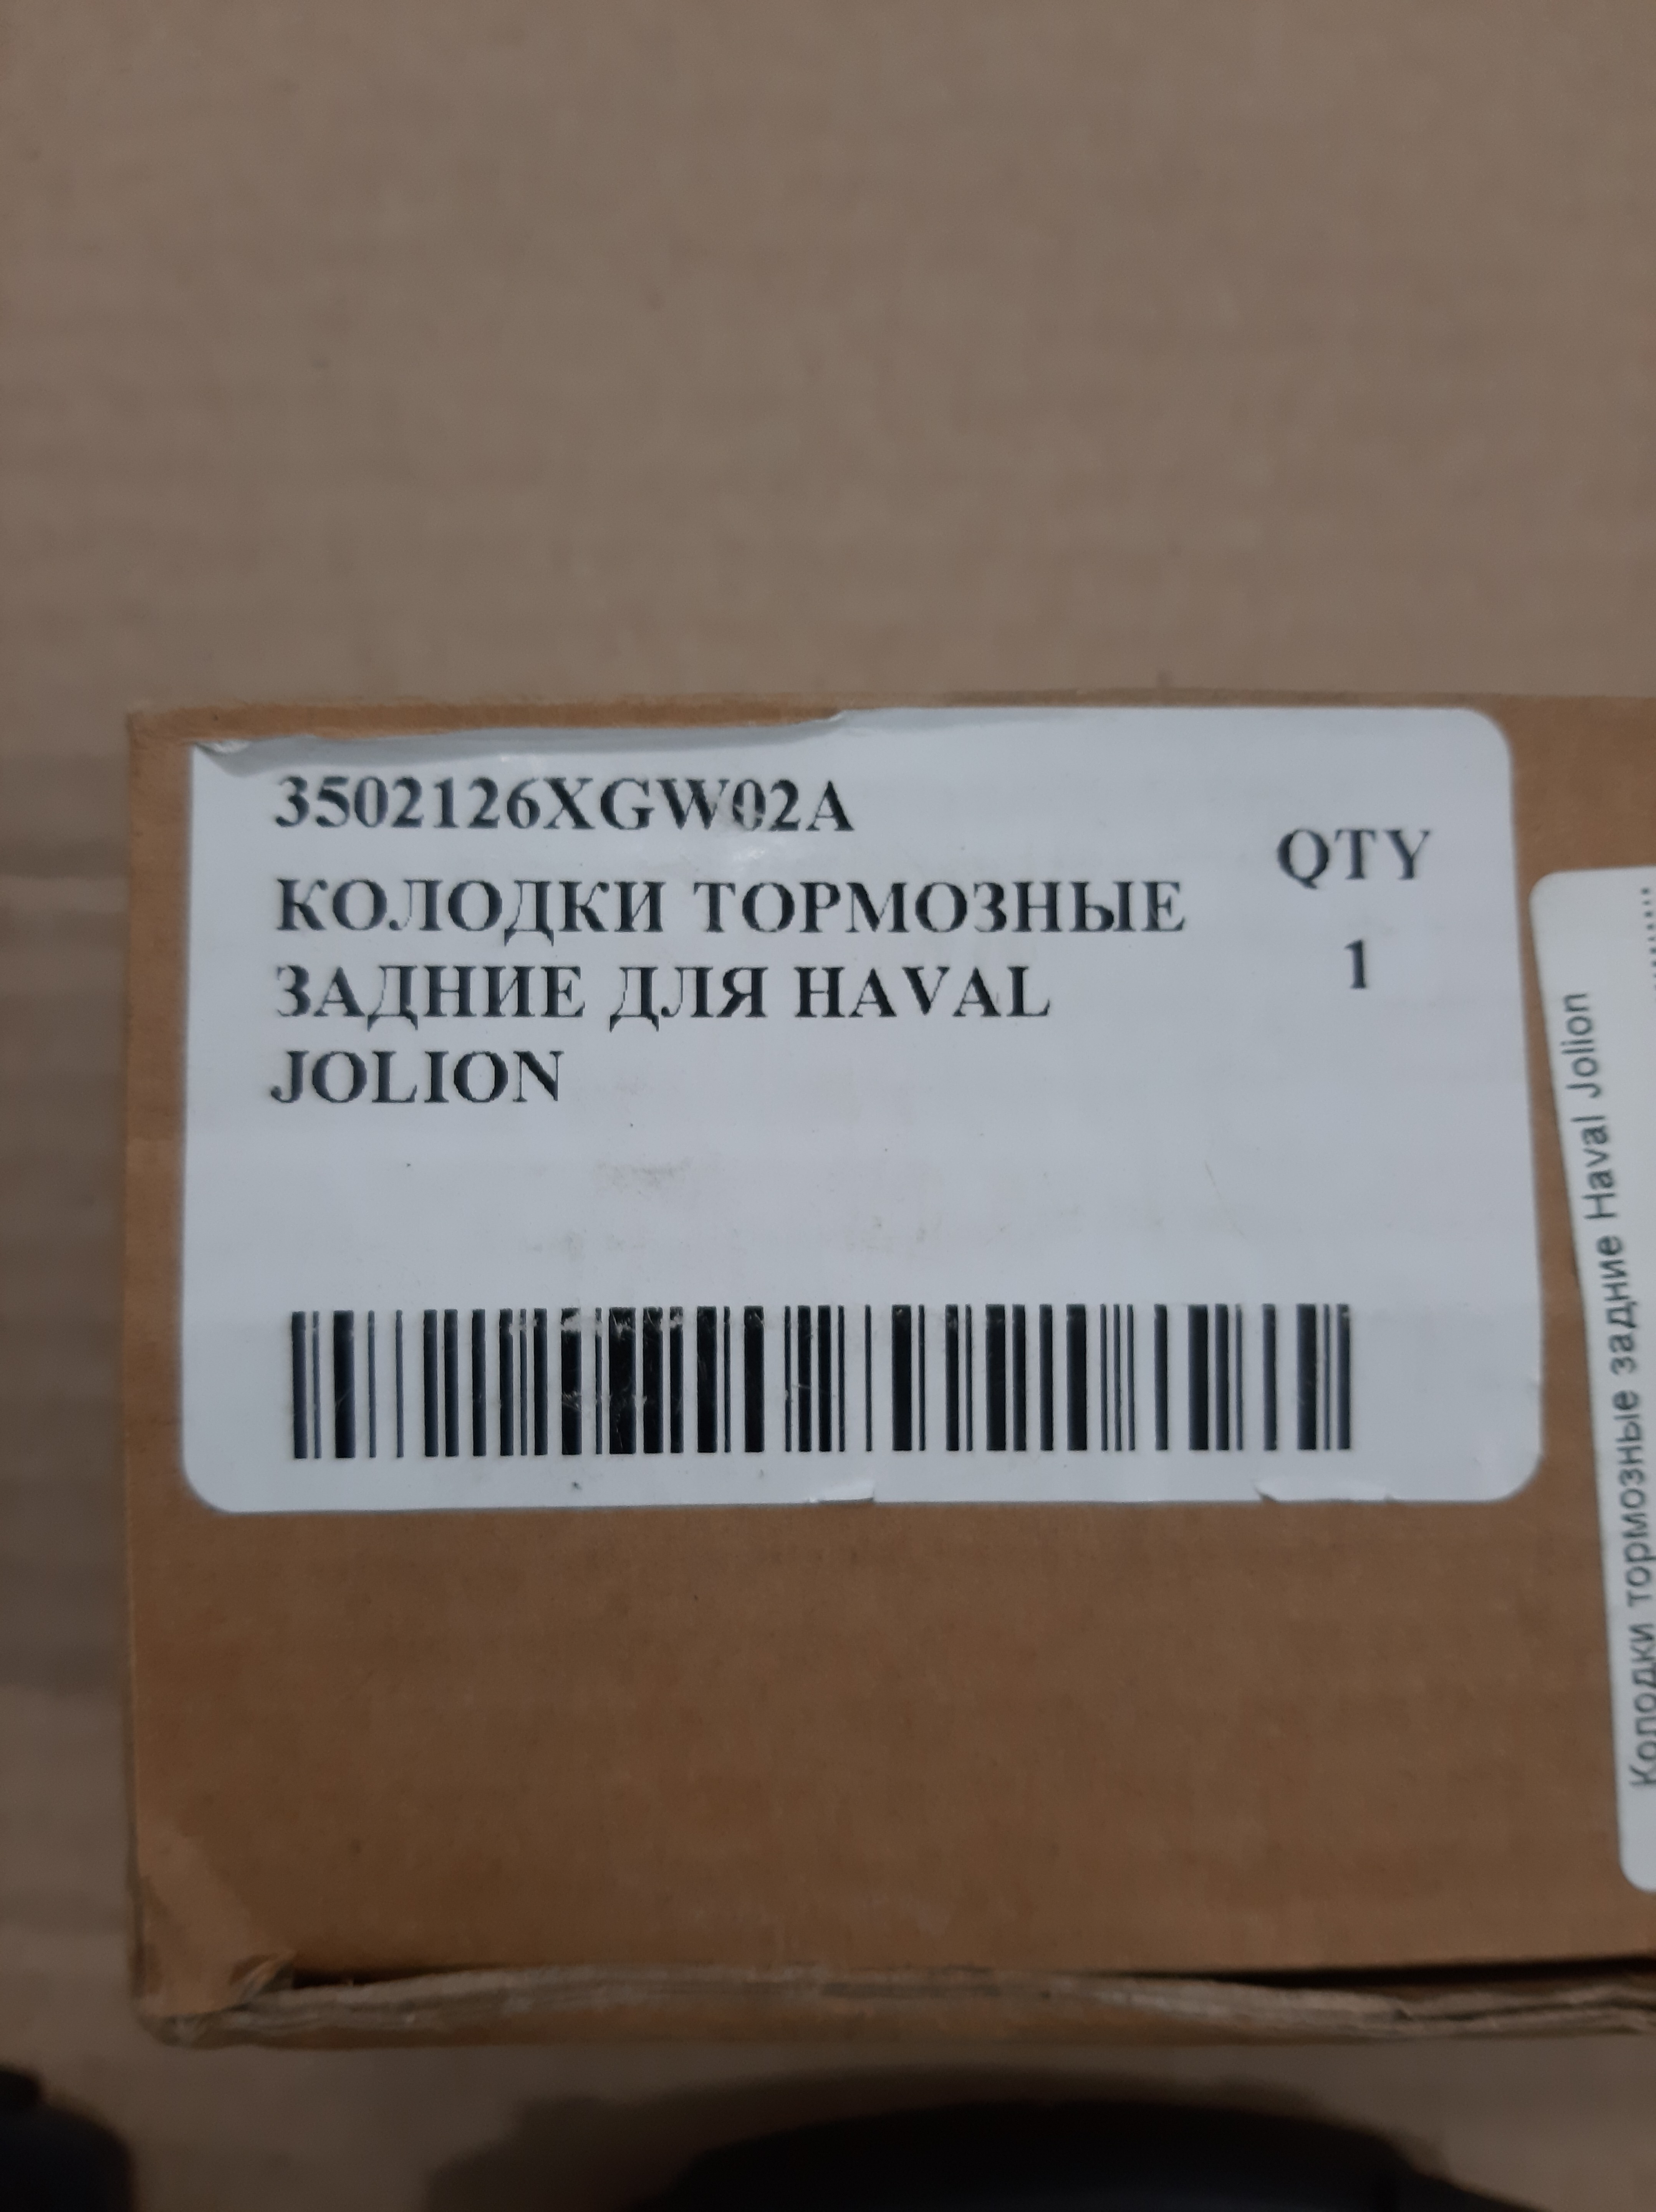 3502126XGW02A
КОЛОДКИ ТОРМОЗНЫЕ
ЗАДНИЕ ДЛЯ HAVAL
JOLION
QTY
1
Колодки тормозные задние Haval Jolion